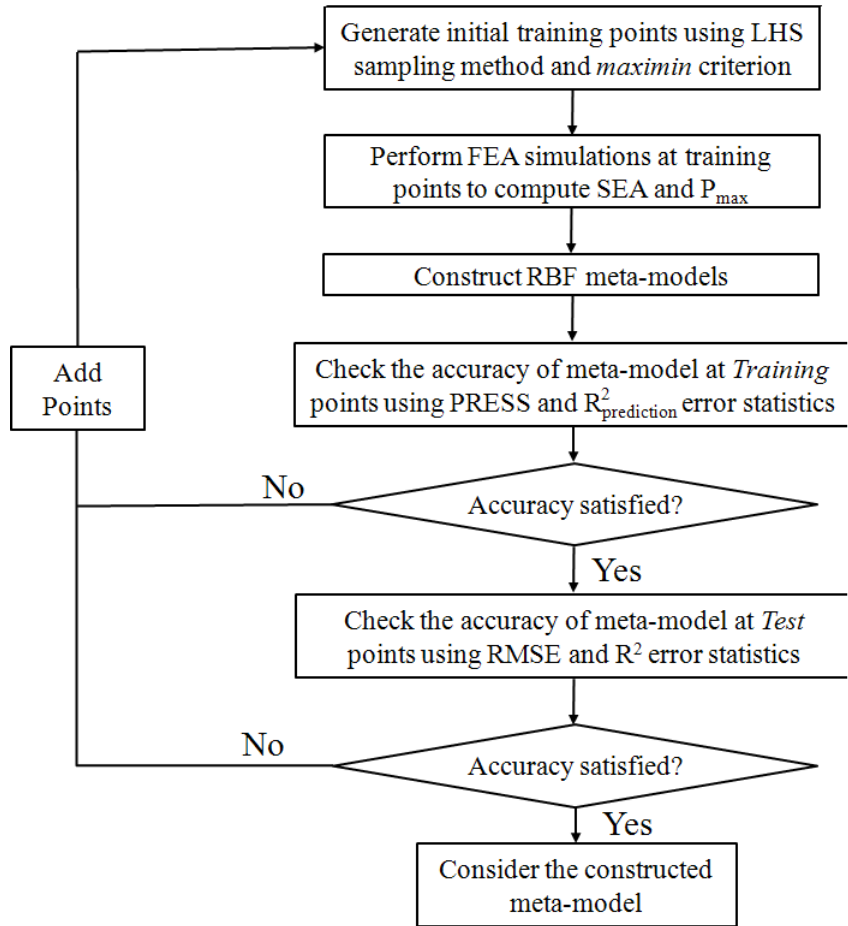 Generate initial training points using LHS
sampling method and maximin criterion
Perform FEA simulations at training
points to compute SEA and Pmax
Construct RBF meta-models
Check the accuracy of meta-model at Training
points using PRESS and R²prediction error statistics
Add
Points
No
Accuracy satisfied?
Yes
Check the accuracy of meta-model at Test
points using RMSE and R² error statistics
No
Accuracy satisfied?
Yes
Consider the constructed
meta-model